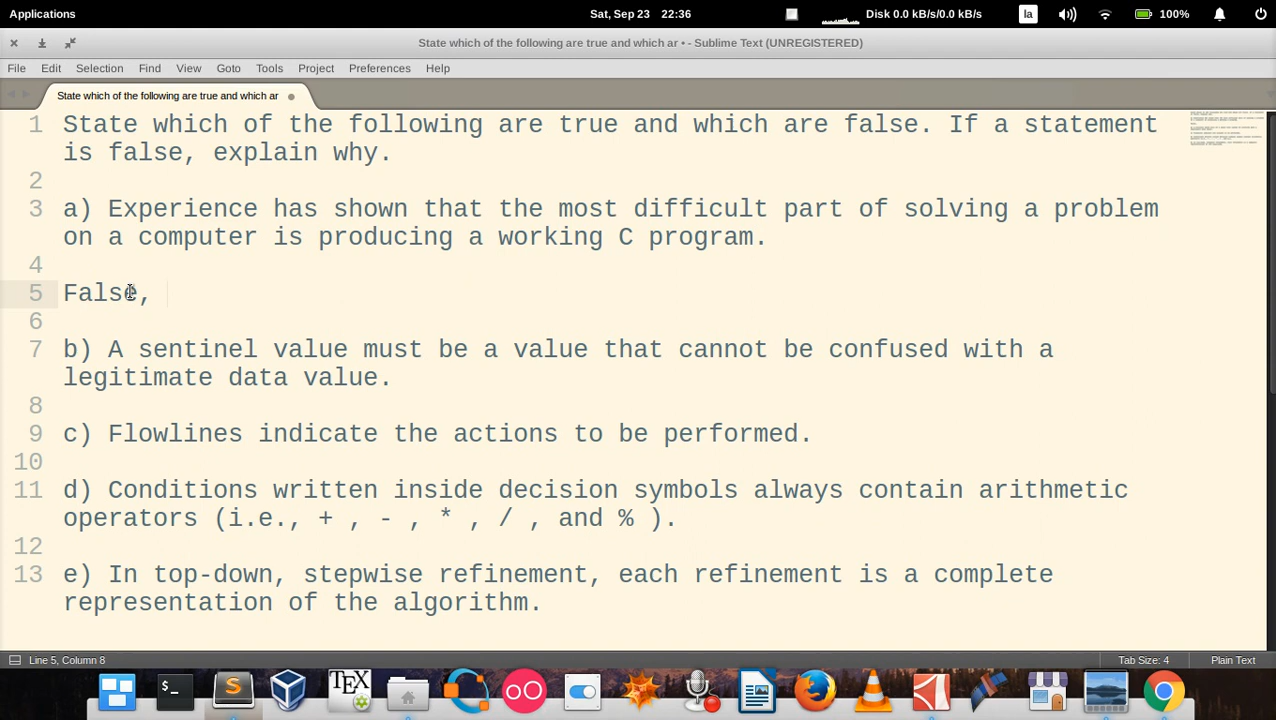 Applications
Sat, Sep 23 22:36
Disk 0.0 kB/s/0.0 kB/s
la
100%
State which of the following are true and which ar • - Sublime Text (UNREGISTERED)
File Edit Selection Find View Goto Tools Project Preferences Help
State which of the following are true and which ar
1 State which of the following are true and which are false. If a statement
is false, explain why.
2
3 a) Experience has shown that the most difficult part of solving a problem
on a computer is producing a working C program.
4
5 False,
6
7 b) A sentinel value must be a value that cannot be confused with a
legitimate data value.
8
9 c) Flowlines indicate the actions to be performed.
10
11 d) Conditions written inside decision symbols always contain arithmetic
operators (i.e., + , - , * , / , and % ).
12
13 e) In top-down, stepwise refinement, each refinement is a complete
representation of the algorithm.
Line 5, Column 8
Tab Size: 4
Plain Text
>_
S
TEX